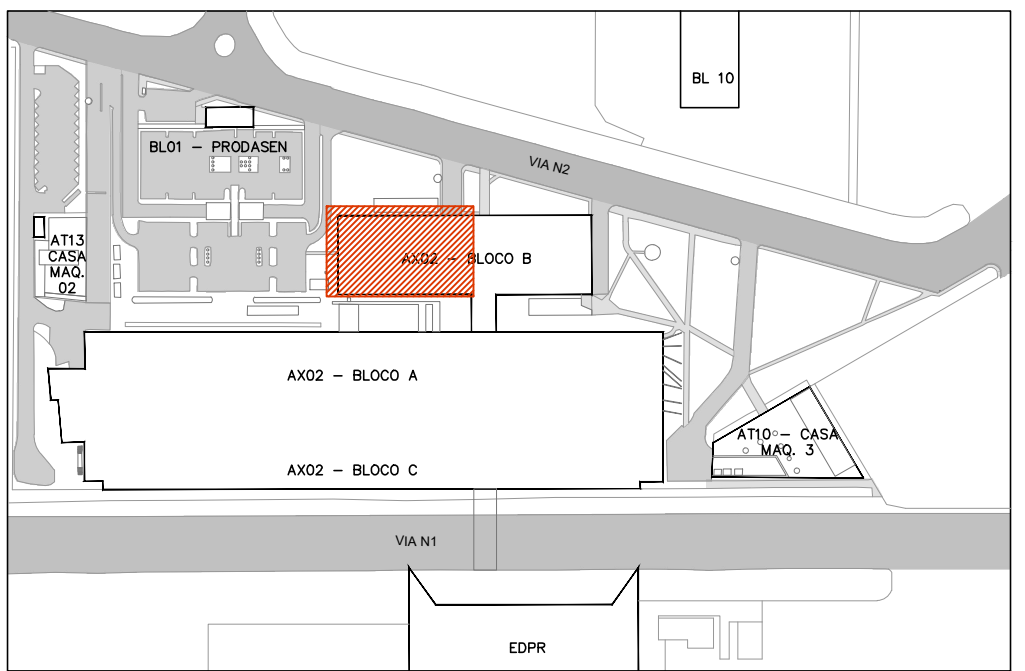 BL 10
BL01 – PRODASEN
VIA N2
AT13
CASA
MAQ.
02
AX02 – BLOCO B
AX02 – BLOCO A
AT10 – CASA
MAQ. 3
AX02 – BLOCO C
VIA N1
EDPR